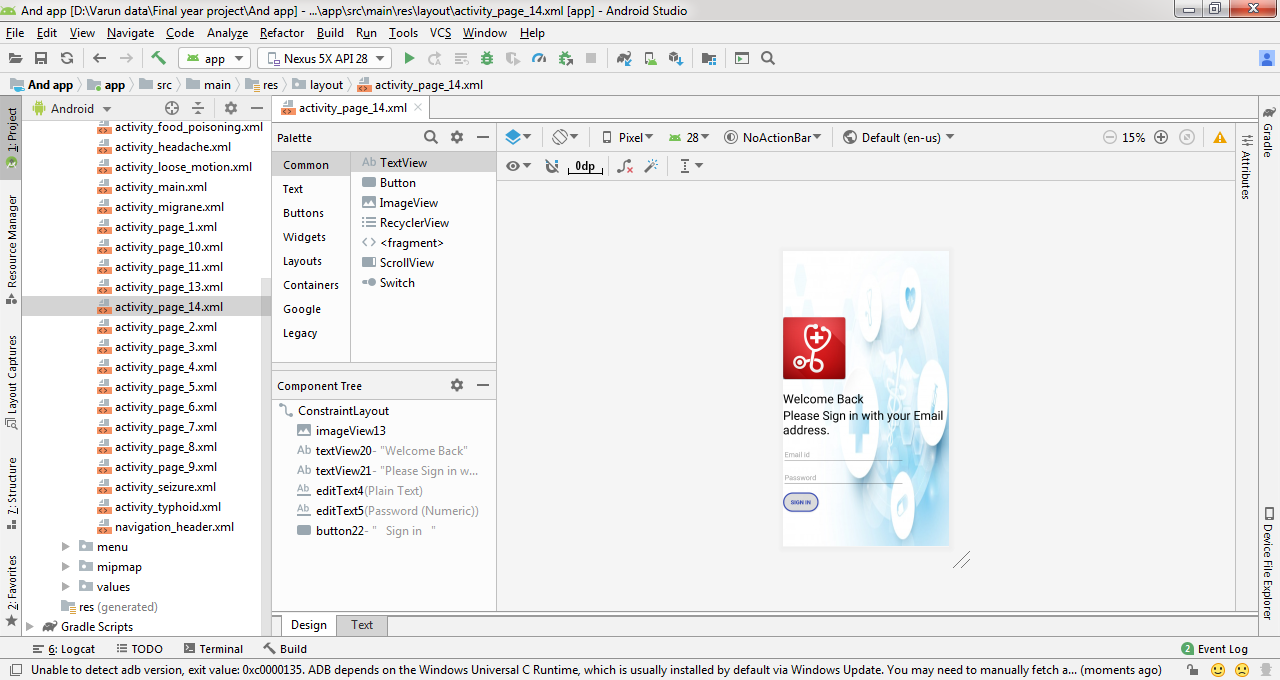 And app [D:\Varun data\Final year project\And app] - ...\app\src\main\res\layout\activity_page_14.xml [app] - Android Studio
File Edit View Navigate Code Analyze Refactor Build Run Tools VCS Window Help
app Nexus 5X API 28
And app app src main res layout activity_page_14.xml
1: Project
Resource Manager
Layout Captures
Z: Structure
2: Favorites
Android
activity_food_poisoning.xml
activity_headache.xml
activity_loose_motion.xml
activity_main.xml
activity_migrane.xml
activity_page_1.xml
activity_page_10.xml
activity_page_11.xml
activity_page_13.xml
activity_page_14.xml
activity_page_2.xml
activity_page_3.xml
activity_page_4.xml
activity_page_5.xml
activity_page_6.xml
activity_page_7.xml
activity_page_8.xml
activity_page_9.xml
activity_seizure.xml
activity_typhoid.xml
navigation_header.xml
menu
mipmap
values
res (generated)
Gradle Scripts
activity_page_14.xml
Palette
Common
Text
Buttons
Widgets
Layouts
Containers
Google
Legacy
Ab TextView
Button
ImageView
RecyclerView
<> <fragment>
ScrollView
Switch
Component Tree
ConstraintLayout
imageView13
Ab textView20- "Welcome Back"
Ab textView21- "Please Sign in w...
Ab editText4(Plain Text)
Ab editText5(Password (Numeric))
button22- "   Sign in   "
Pixel 28 NoActionBar Default (en-us) 15%
0dp
Welcome Back
Please Sign in with your Email
address.
Email id
Password
SIGN IN
Design Text
Gradle
Attributes
Device File Explorer
6: Logcat TODO Terminal Build 2 Event Log
Unable to detect adb version, exit value: 0xc0000135. ADB depends on the Windows Universal C Runtime, which is usually installed by default via Windows Update. You may need to manually fetch a... (moments ago)